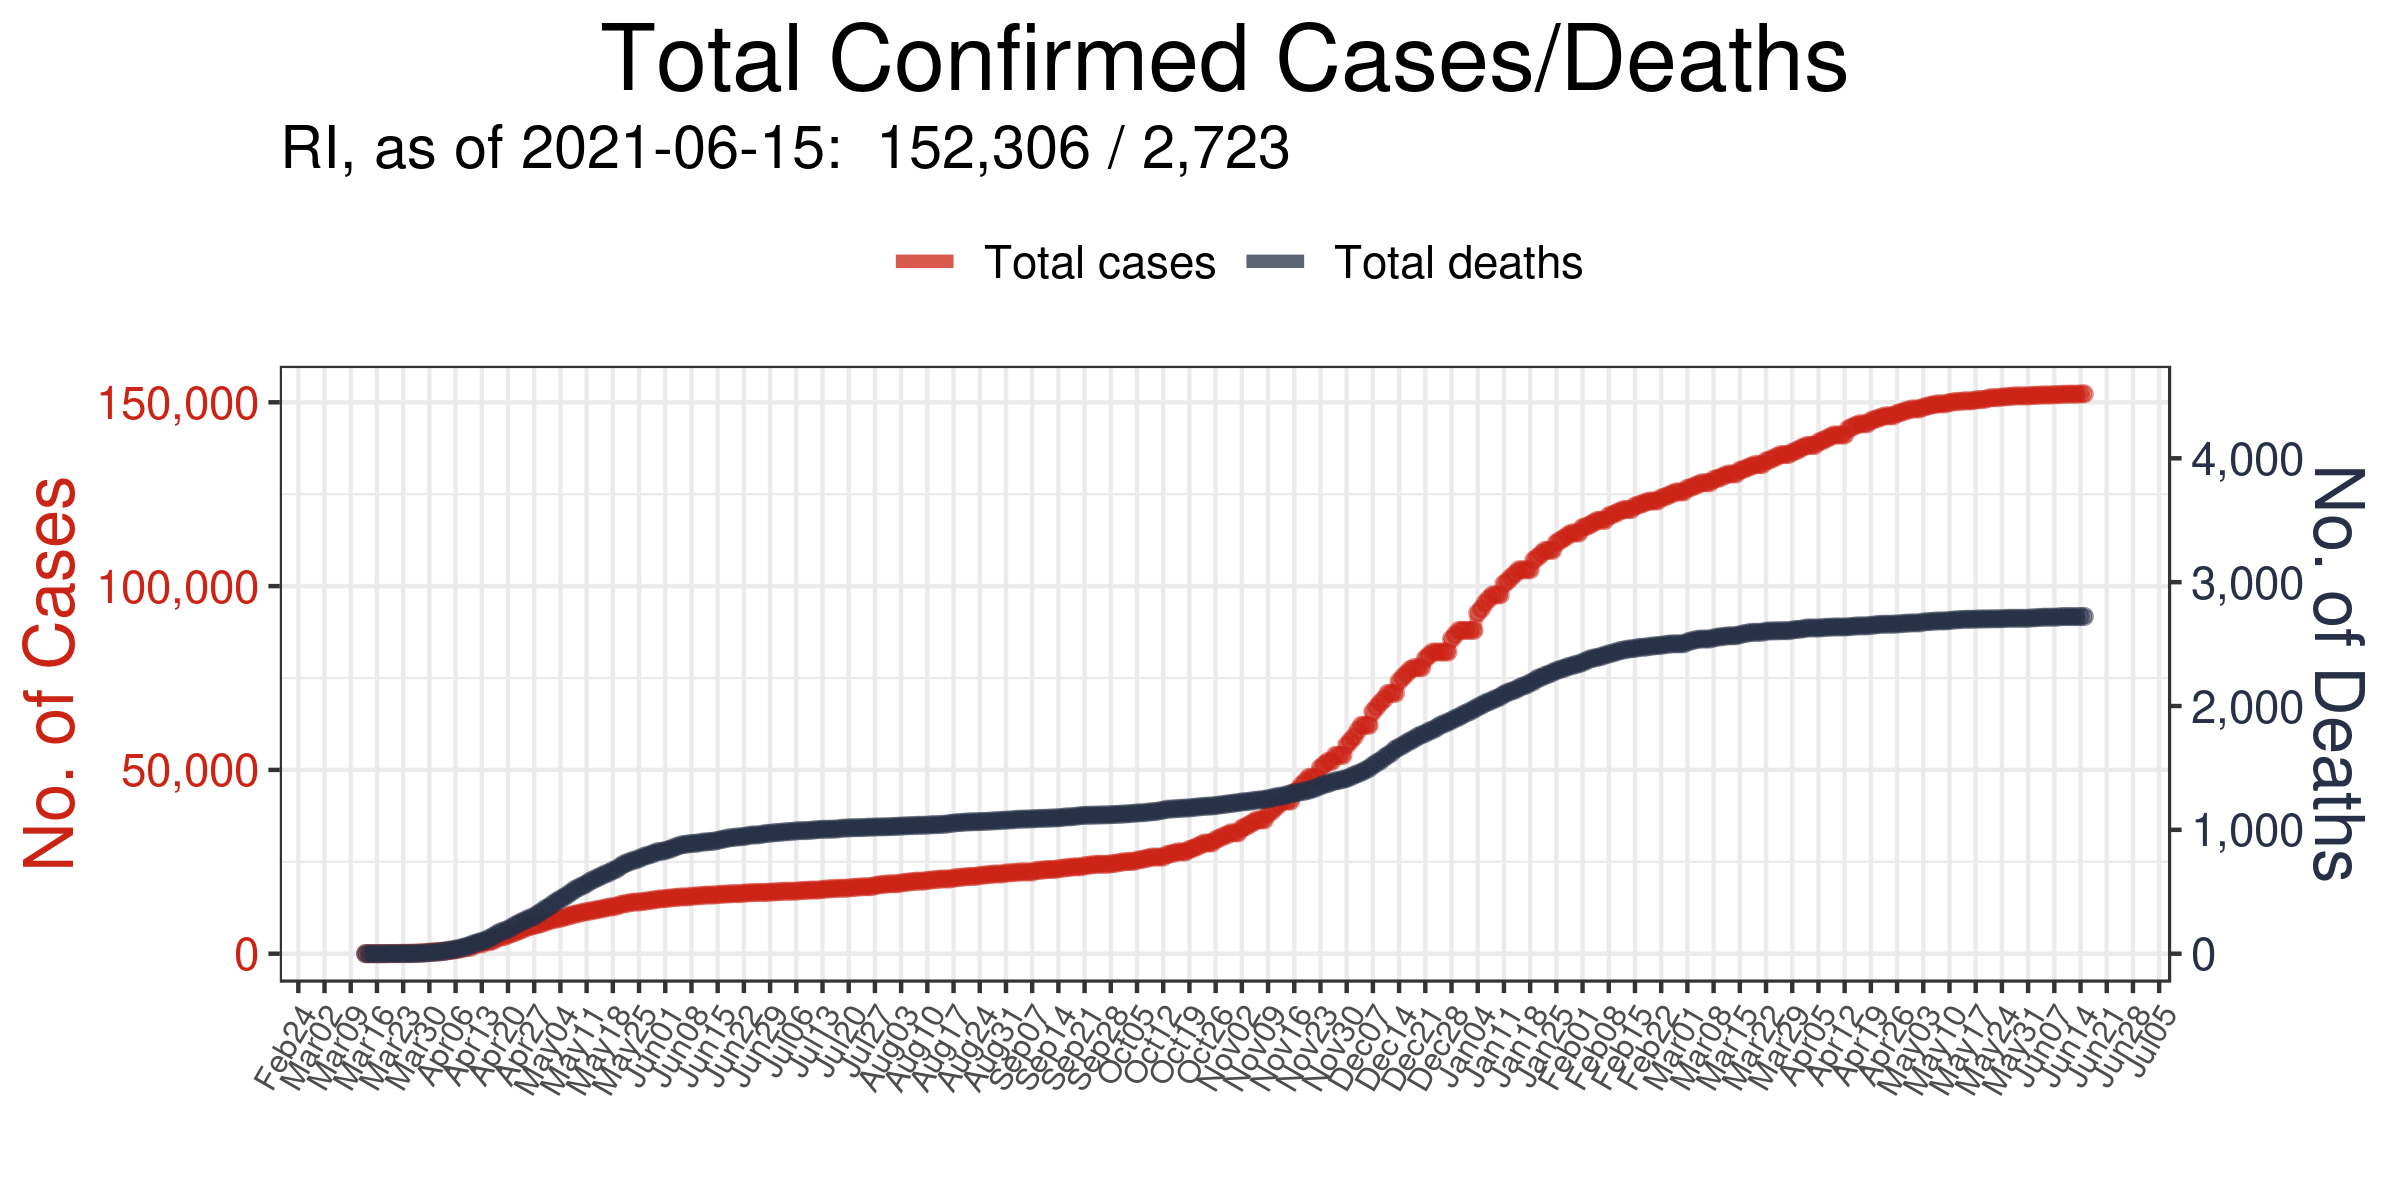 Total Confirmed Cases/Deaths
RI, as of 2021-06-15:  152,306 / 2,723
Total cases
Total deaths
No. of Cases
150,000
100,000
50,000
0
No. of Deaths
4,000
3,000
2,000
1,000
0
Feb24
Mar02
Mar09
Mar16
Mar23
Mar30
Apr06
Apr13
Apr20
Apr27
May04
May11
May18
May25
Jun01
Jun08
Jun15
Jun22
Jun29
Jul06
Jul13
Jul20
Jul27
Aug03
Aug10
Aug17
Aug24
Aug31
Sep07
Sep14
Sep21
Sep28
Oct05
Oct12
Oct19
Oct26
Nov02
Nov09
Nov16
Nov23
Nov30
Dec07
Dec14
Dec21
Dec28
Jan04
Jan11
Jan18
Jan25
Feb01
Feb08
Feb15
Feb22
Mar01
Mar08
Mar15
Mar22
Mar29
Apr05
Apr12
Apr19
Apr26
May03
May10
May17
May24
May31
Jun07
Jun14
Jun21
Jun28
Jul05